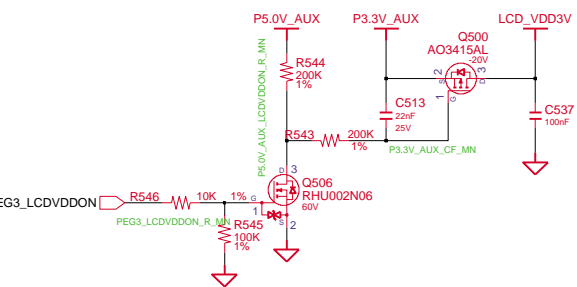 P5.0V_AUX
P3.3V_AUX
LCD_VDD3V
Q500
AO3415AL
-20V
2
S
3
D
1
G
R544
200K
1%
P5.0V_AUX_LCDVDDON_R_MN
C513
22nF
25V
C537
100nF
R543
200K
1%
P3.3V_AUX_CF_MN
D
3
Q506
RHU002N06
60V
PEG3_LCDVDDON
R546
10K
1%
G
1
S
2
PEG3_LCDVDDON_R_MN
R545
100K
1%